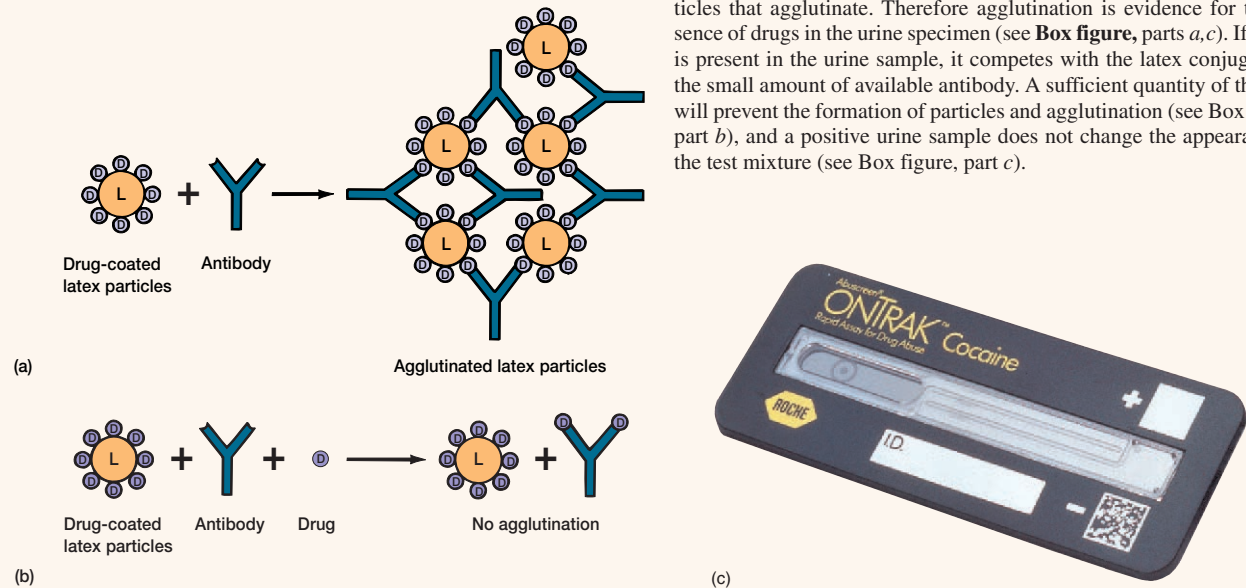 ticles that agglutinate. Therefore agglutination is evidence for
sence of drugs in the urine specimen (see Box figure, parts a,c). If
is present in the urine sample, it competes with the latex
the small amount of available antibody. A sufficient quantity of
will prevent the formation of particles and agglutination (see Box
part b), and a positive urine sample does not change the
the test mixture (see Box figure, part c).
D D D D D D D D
L
L
L
L
L
L
+
Drug-coated
latex particles
Antibody
(a)
Agglutinated latex particles
L
+
+
D
L
+
D D
Drug-coated
latex particles
Antibody
Drug
No agglutination
(b)
Abuscreen®
ONTRAK™ Cocaine
Rapid Assay for Drug Abuse
ROCHE
+
I.D.
-
(c)